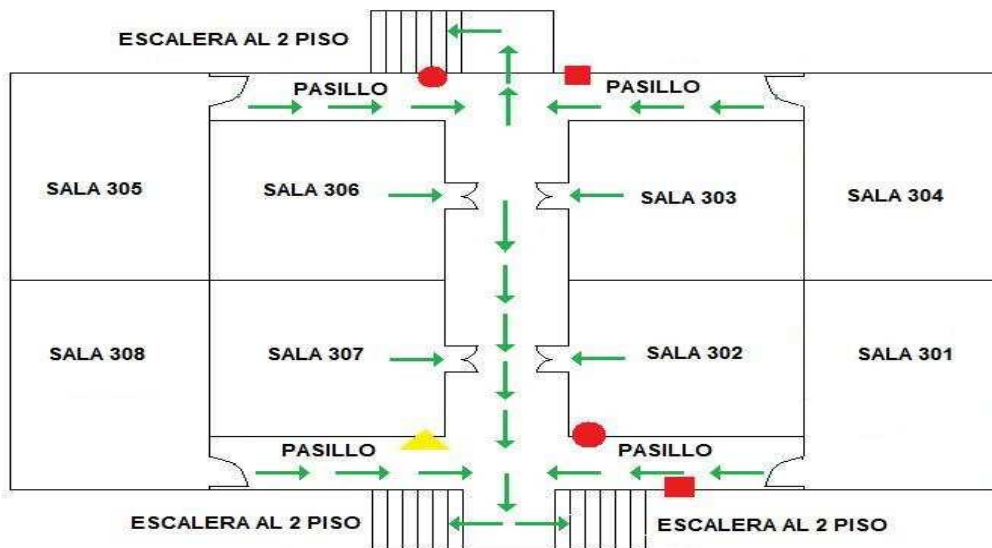 ESCALERA AL 2 PISO
PASILLO
PASILLO
SALA 305
SALA 306
SALA 303
SALA 304
SALA 308
SALA 307
SALA 302
SALA 301
PASILLO
PASILLO
ESCALERA AL 2 PISO
ESCALERA AL 2 PISO